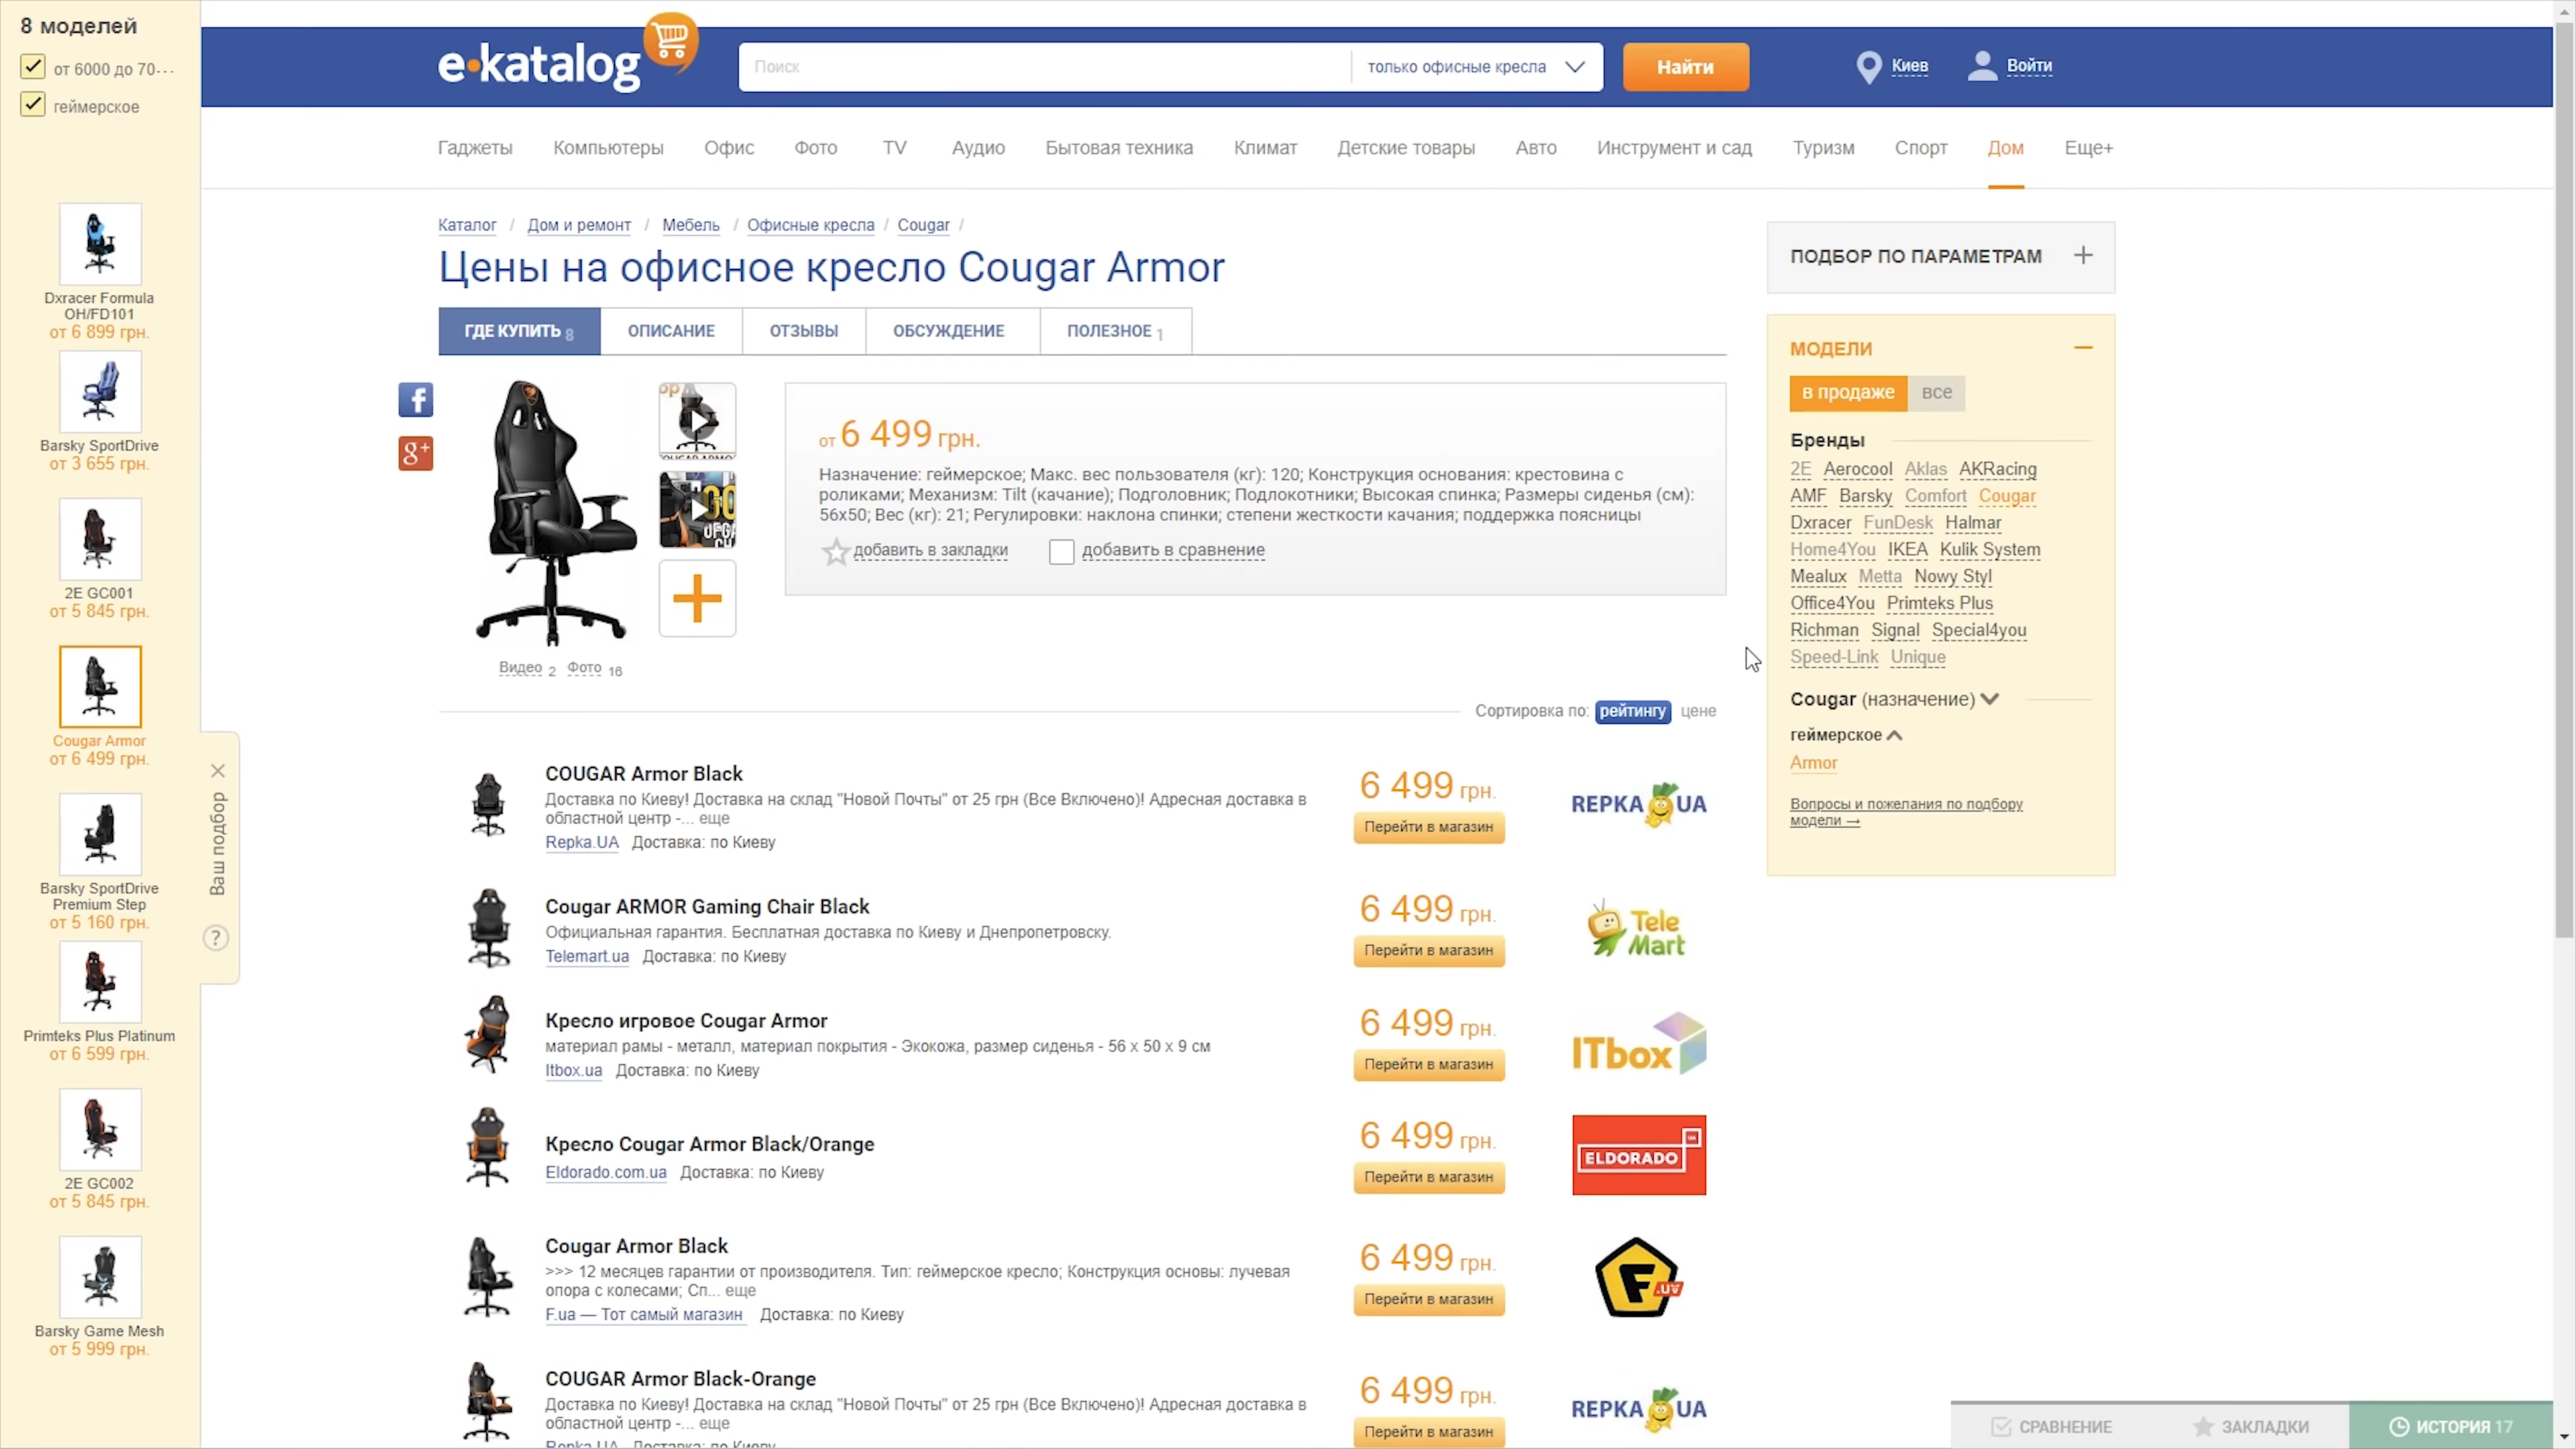 8 моделей
от 6000 до 70···
геймерское
Dxracer Formula
OH/FD101
от 6 899 грн.
Barsky SportDrive
от 3 655 грн.
2E GC001
от 5 845 грн.
Cougar Armor
от 6 499 грн.
Barsky SportDrive
Premium Step
от 5 160 грн.
Primteks Plus Platinum
от 6 599 грн.
2E GC002
от 5 845 грн.
Barsky Game Mesh
от 5 999 грн.
Ваш подбор
?
e·katalog
Поиск
только офисные кресла
Найти
Киев
Войти
Гаджеты Компьютеры Офис Фото TV Аудио Бытовая техника Климат Детские товары Авто Инструмент и сад Туризм Спорт Дом Еще+
Каталог / Дом и ремонт / Мебель / Офисные кресла / Cougar /
Цены на офисное кресло Cougar Armor
ГДЕ КУПИТЬ 8 ОПИСАНИЕ ОТЗЫВЫ ОБСУЖДЕНИЕ ПОЛЕЗНОЕ 1
f
g+
Видео 2 Фото 16
от 6 499 грн.
Назначение: геймерское; Макс. вес пользователя (кг): 120; Конструкция основания: крестовина с
роликами; Механизм: Tilt (качание); Подголовник; Подлокотники; Высокая спинка; Размеры сиденья (см):
56x50; Вес (кг): 21; Регулировки: наклона спинки; степени жесткости качания; поддержка поясницы
добавить в закладки добавить в сравнение
Сортировка по: рейтингу цене
COUGAR Armor Black
Доставка по Киеву! Доставка на склад "Новой Почты" от 25 грн (Все Включено)! Адресная доставка в
областной центр -... еще
Repka.UA Доставка: по Киеву
6 499 грн.
Перейти в магазин
REPKA UA
Cougar ARMOR Gaming Chair Black
Официальная гарантия. Бесплатная доставка по Киеву и Днепропетровску.
Telemart.ua Доставка: по Киеву
6 499 грн.
Перейти в магазин
Tele
Mart
Кресло игровое Cougar Armor
материал рамы - металл, материал покрытия - Экокожа, размер сиденья - 56 x 50 x 9 см
Itbox.ua Доставка: по Киеву
6 499 грн.
Перейти в магазин
ITbox
Кресло Cougar Armor Black/Orange
Eldorado.com.ua Доставка: по Киеву
6 499 грн.
Перейти в магазин
ELDORADO
Cougar Armor Black
>>> 12 месяцев гарантии от производителя. Тип: геймерское кресло; Конструкция основы: лучевая
опора с колесами; Сп... еще
F.ua — Тот самый магазин Доставка: по Киеву
6 499 грн.
Перейти в магазин
F
COUGAR Armor Black-Orange
Доставка по Киеву! Доставка на склад "Новой Почты" от 25 грн (Все Включено)! Адресная доставка в
областной центр -... еще
Repka.UA Доставка: по Киеву
6 499 грн.
Перейти в магазин
REPKA UA
ПОДБОР ПО ПАРАМЕТРАМ
МОДЕЛИ
в продаже все
Бренды
2E Aerocool Aklas AKRacing
AMF Barsky Comfort Cougar
Dxracer FunDesk Halmar
Home4You IKEA Kulik System
Mealux Metta Nowy Styl
Office4You Primteks Plus
Richman Signal Special4you
Speed-Link Unique
Cougar (назначение)
геймерское
Armor
Вопросы и пожелания по подбору
модели →
СРАВНЕНИЕ ЗАКЛАДКИ ИСТОРИЯ 17